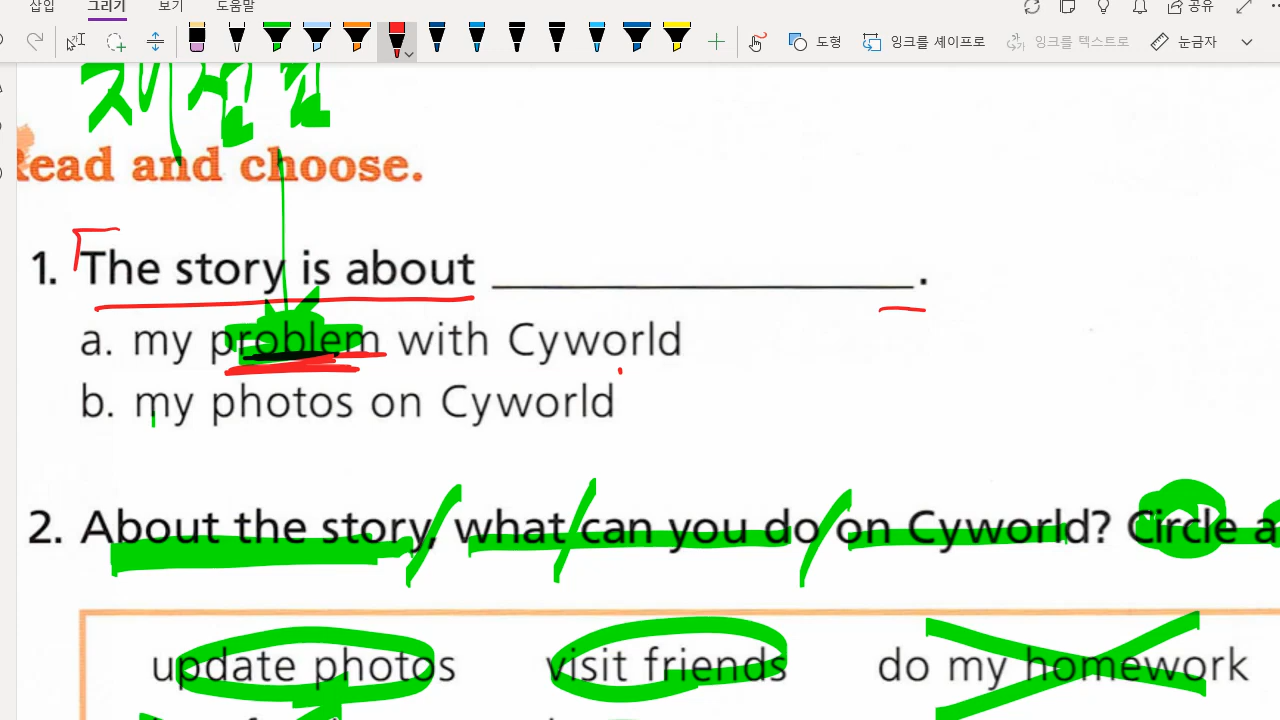 삽입 그리기 보기 도움말
공유
도형 잉크를 셰이프로 잉크를 텍스트로 눈금자
Read and choose.
1. The story is about ____________.
a. my problem with Cyworld
b. my photos on Cyworld
2. About the story, what can you do on Cyworld? Circle a
update photos visit friends do my homework